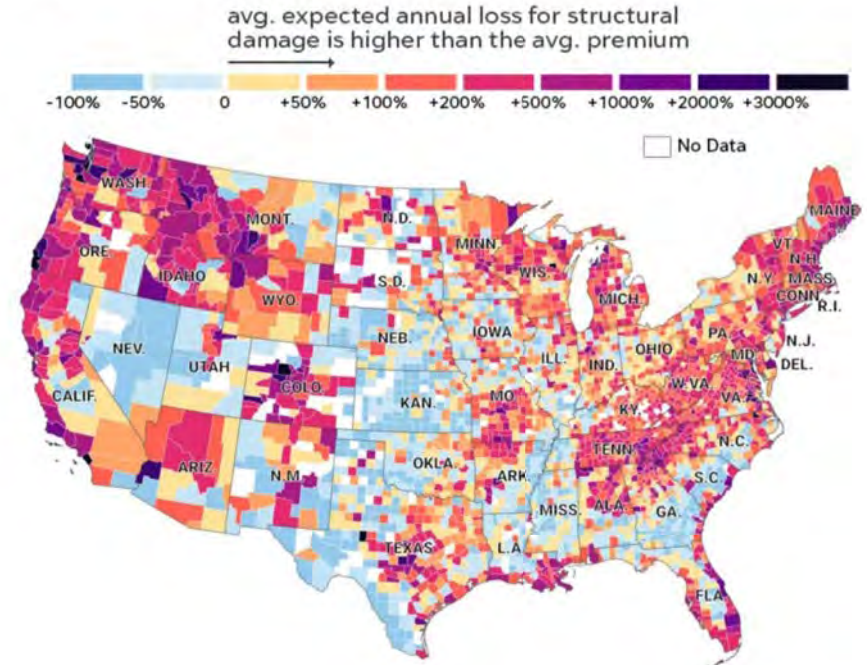 avg. expected annual loss for structural
damage is higher than the avg. premium
-100% -50% 0 +50% +100% +200% +500% +1000% +2000% +3000%
No Data
WASH.
MONT.
N.D.
MINN.
MAINE
ORE.
IDAHO
S.D.
WIS.
VT.
N.H.
N.Y.
MASS.
CONN.
R.I.
WYO.
MICH.
NEV.
NEB.
IOWA
PA.
N.J.
UTAH
COLO.
ILL.
IND.
OHIO
MD.
DEL.
CALIF.
KAN.
MO.
KY.
W.VA.
VA.
ARIZ.
N.M.
OKLA.
ARK.
TENN.
N.C.
S.C.
TEXAS
L.A.
MISS.
ALA.
GA.
FLA.